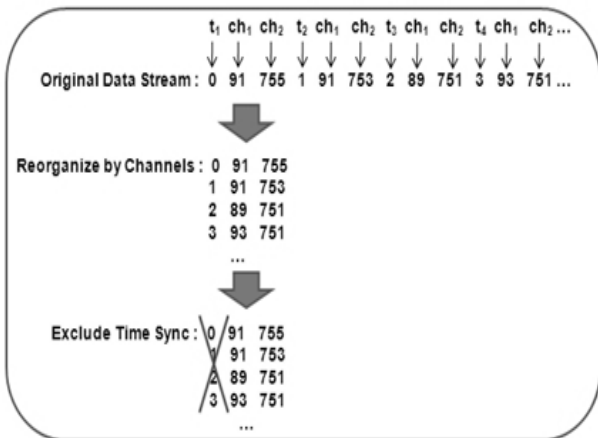 t₁ ch₁ ch₂ t₂ ch₁ ch₂ t₃ ch₁ ch₂ t₄ ch₁ ch₂ ...
Original Data Stream : 0 91 755 1 91 753 2 89 751 3 93 751 ...
Reorganize by Channels : 0 91 755
1 91 753
2 89 751
3 93 751
...
Exclude Time Sync : 0 91 755
1 91 753
2 89 751
3 93 751
...